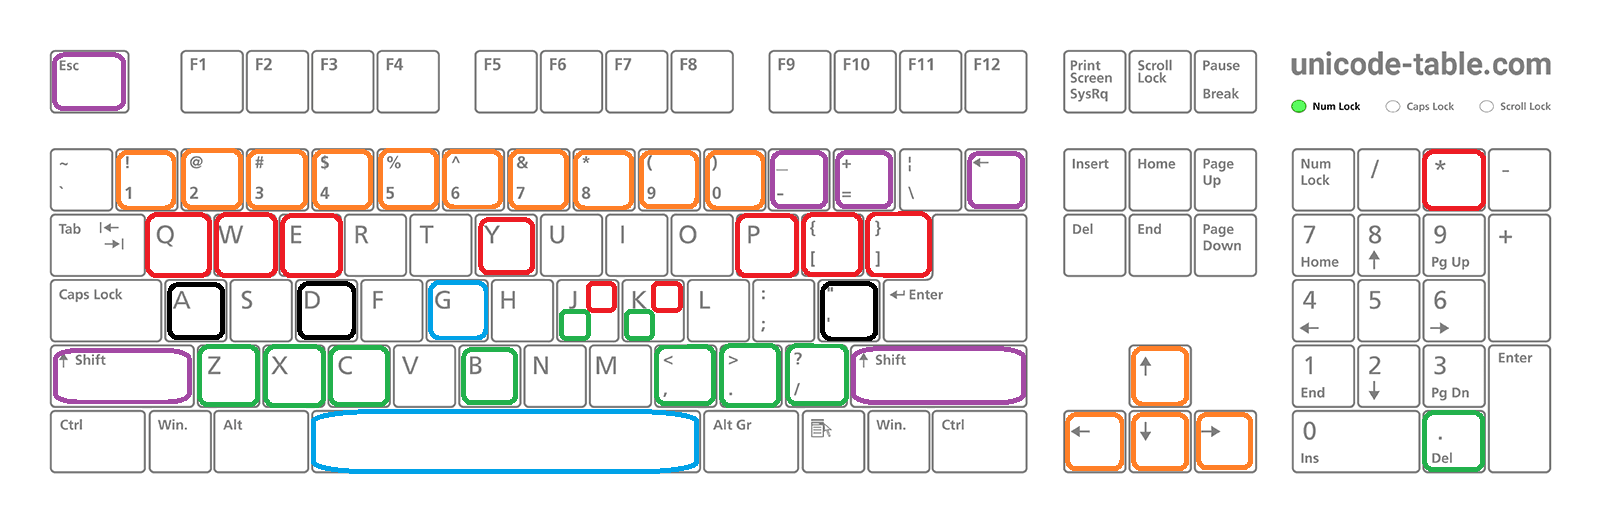 Esc F1 F2 F3 F4 F5 F6 F7 F8 F9 F10 F11 F12
Print Screen SysRq
Scroll Lock
Pause Break
unicode-table.com
Num Lock Caps Lock Scroll Lock
~ `
! 1
@ 2
# 3
$ 4
% 5
^ 6
& 7
* 8
( 9
) 0
_ -
+ =
¦ \
←
Insert Home Page Up
Num Lock / * -
Tab |← →|
Q W E R T Y U I O P
{ [
} ]
Del End Page Down
7 Home
8 ↑
9 Pg Up
+
Caps Lock A S D F G H J K L
: ;
" '
↵ Enter
4 ←
5
6 →
↑ Shift
Z X C V B N M
< ,
> .
? /
↑ Shift
↑
1 End
2 ↓
3 Pg Dn
Enter
Ctrl Win. Alt Alt Gr Win. Ctrl
← ↓ →
0 Ins
. Del